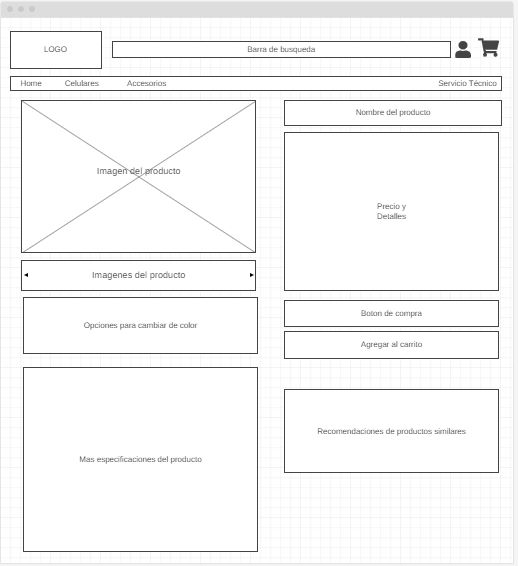 LOGO
Barra de busqueda
Home Celulares Accesorios Servicio Técnico
Imagen del producto
Imagenes del producto
Opciones para cambiar de color
Mas especificaciones del producto
Nombre del producto
Precio y
Detalles
Boton de compra
Agregar al carrito
Recomendaciones de productos similares